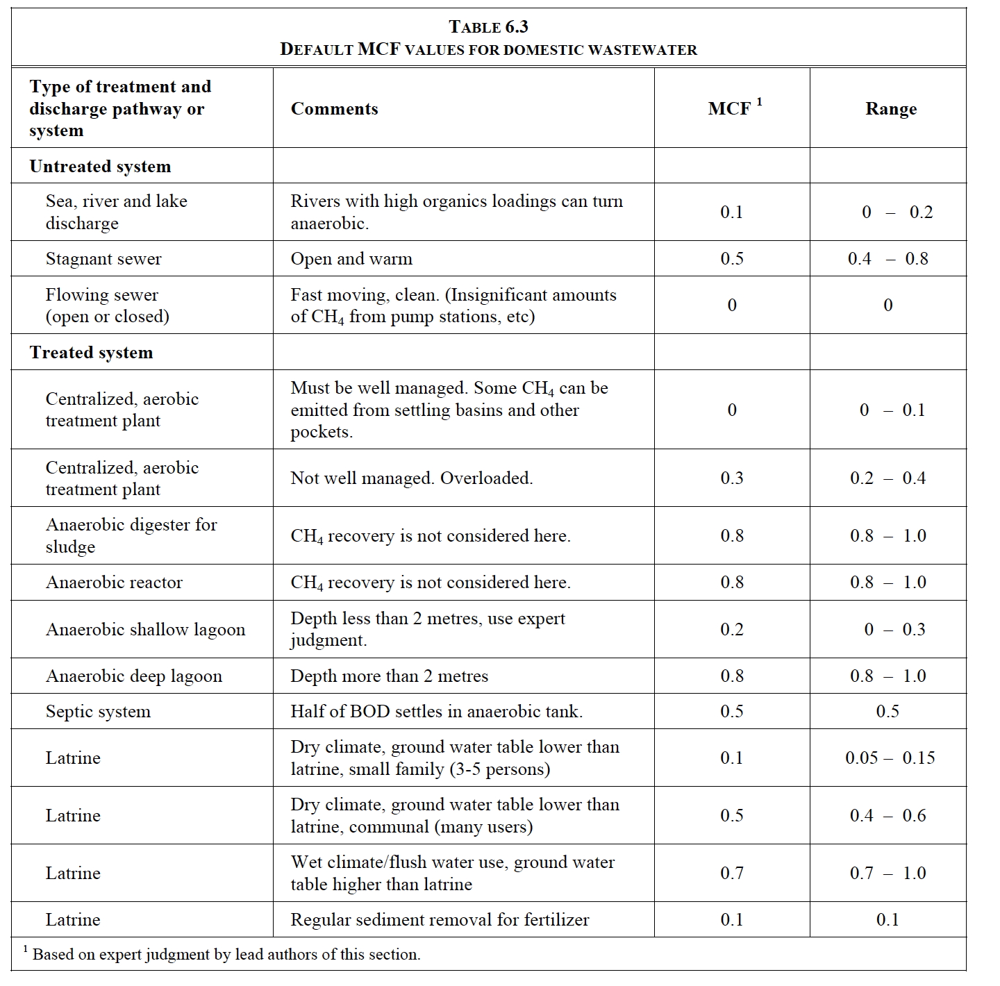 TABLE 6.3
DEFAULT MCF VALUES FOR DOMESTIC WASTEWATER
Type of treatment and
discharge pathway or
system
Comments
MCF 1
Range
Untreated system
Sea, river and lake
discharge
Rivers with high organics loadings can turn
anaerobic.
0.1
0 – 0.2
Stagnant sewer
Open and warm
0.5
0.4 – 0.8
Flowing sewer
(open or closed)
Fast moving, clean. (Insignificant amounts
of CH4 from pump stations, etc)
0
0
Treated system
Centralized, aerobic
treatment plant
Must be well managed. Some CH4 can be
emitted from settling basins and other
pockets.
0
0 – 0.1
Centralized, aerobic
treatment plant
Not well managed. Overloaded.
0.3
0.2 – 0.4
Anaerobic digester for
sludge
CH4 recovery is not considered here.
0.8
0.8 – 1.0
Anaerobic reactor
CH4 recovery is not considered here.
0.8
0.8 – 1.0
Anaerobic shallow lagoon
Depth less than 2 metres, use expert
judgment.
0.2
0 – 0.3
Anaerobic deep lagoon
Depth more than 2 metres
0.8
0.8 – 1.0
Septic system
Half of BOD settles in anaerobic tank.
0.5
0.5
Latrine
Dry climate, ground water table lower than
latrine, small family (3-5 persons)
0.1
0.05 – 0.15
Latrine
Dry climate, ground water table lower than
latrine, communal (many users)
0.5
0.4 – 0.6
Latrine
Wet climate/flush water use, ground water
table higher than latrine
0.7
0.7 – 1.0
Latrine
Regular sediment removal for fertilizer
0.1
0.1
1 Based on expert judgment by lead authors of this section.